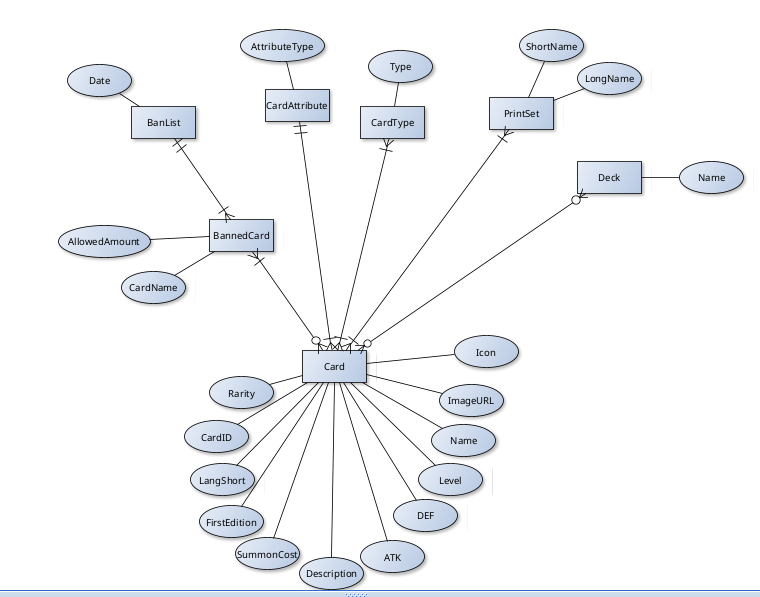 ShortName
AttributeType
Type
LongName
Date
CardAttribute
PrintSet
BanList
CardType
Deck
Name
BannedCard
AllowedAmount
CardName
Icon
Card
Rarity
ImageURL
CardID
Name
LangShort
Level
FirstEdition
DEF
SummonCost
ATK
Description